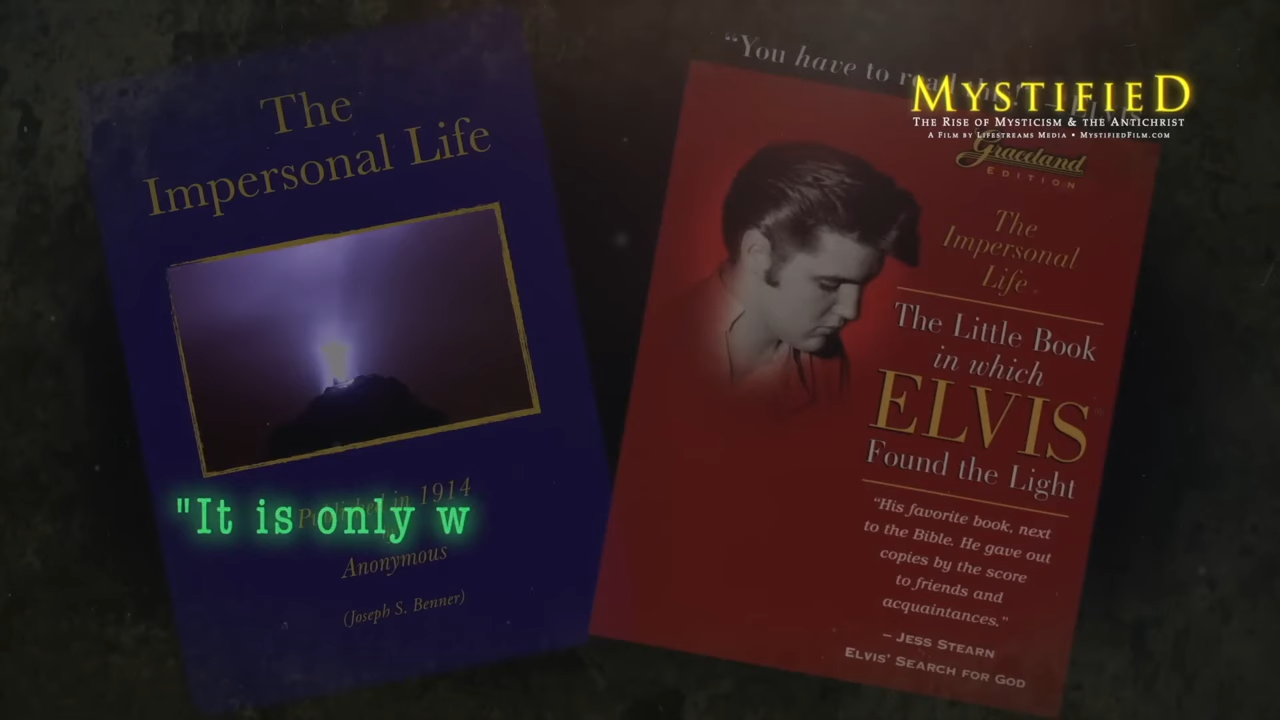 The
Impersonal Life
Published in 1914
Anonymous
(Joseph S. Benner)
"It is only w
"You have to
MYSTIFIED
THE RISE OF MYSTICISM & THE ANTICHRIST
A FILM BY LIFESTREAMS MEDIA • MYSTIFIEDFILM.COM
Graceland
EDITION
The
Impersonal
Life
The Little Book
in which
ELVIS
Found the Light
"His favorite book, next
to the Bible. He gave out
copies by the score
to friends and
acquaintances."
– JESS STEARN
ELVIS' SEARCH FOR GOD